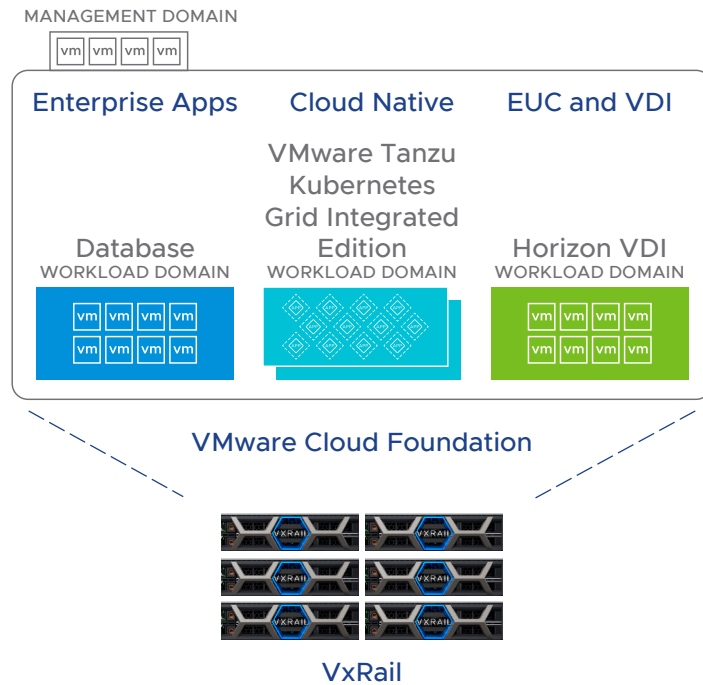 MANAGEMENT DOMAIN
vm vm vm vm
Enterprise Apps
Cloud Native
EUC and VDI
VMware Tanzu
Kubernetes
Grid Integrated
Edition
Database
Horizon VDI
WORKLOAD DOMAIN
WORKLOAD DOMAIN
WORKLOAD DOMAIN
vm vm vm vm
vm vm vm vm
vm vm vm vm
vm vm vm vm
VMware Cloud Foundation
VXRAIL VXRAIL
VXRAIL VXRAIL
VXRAIL VXRAIL
VxRail